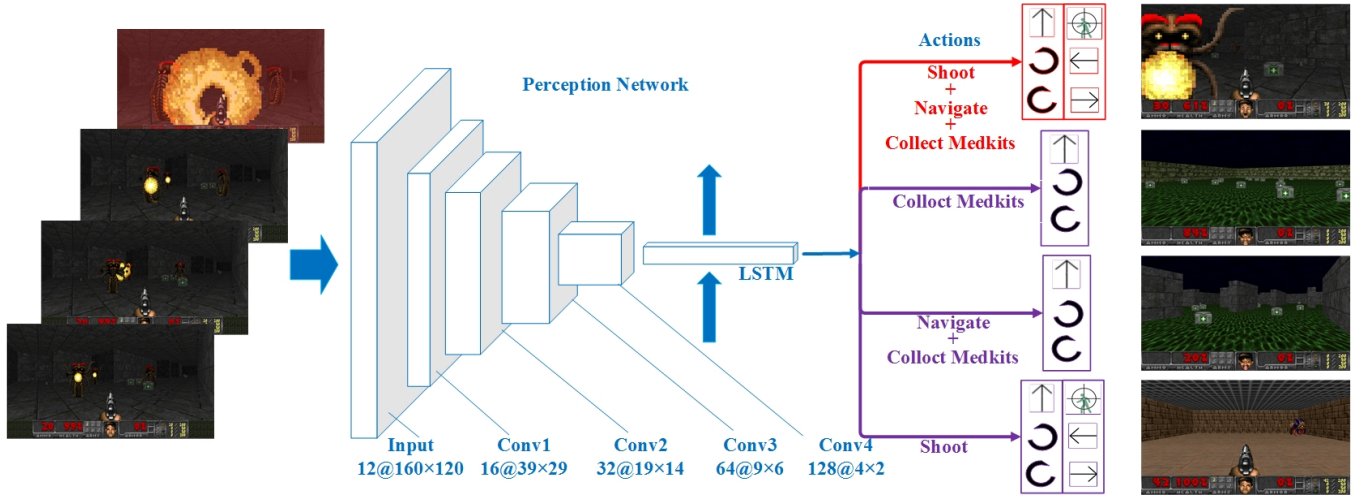 Perception Network
Actions
Shoot
+
Navigate
+
Collect Medkits
Colloct Medkits
LSTM
Navigate
+
Colloct Medkits
Shoot
Input
12@160×120
Conv1
16@39×29
Conv2
32@19×14
Conv3
64@9×6
Conv4
128@4×2